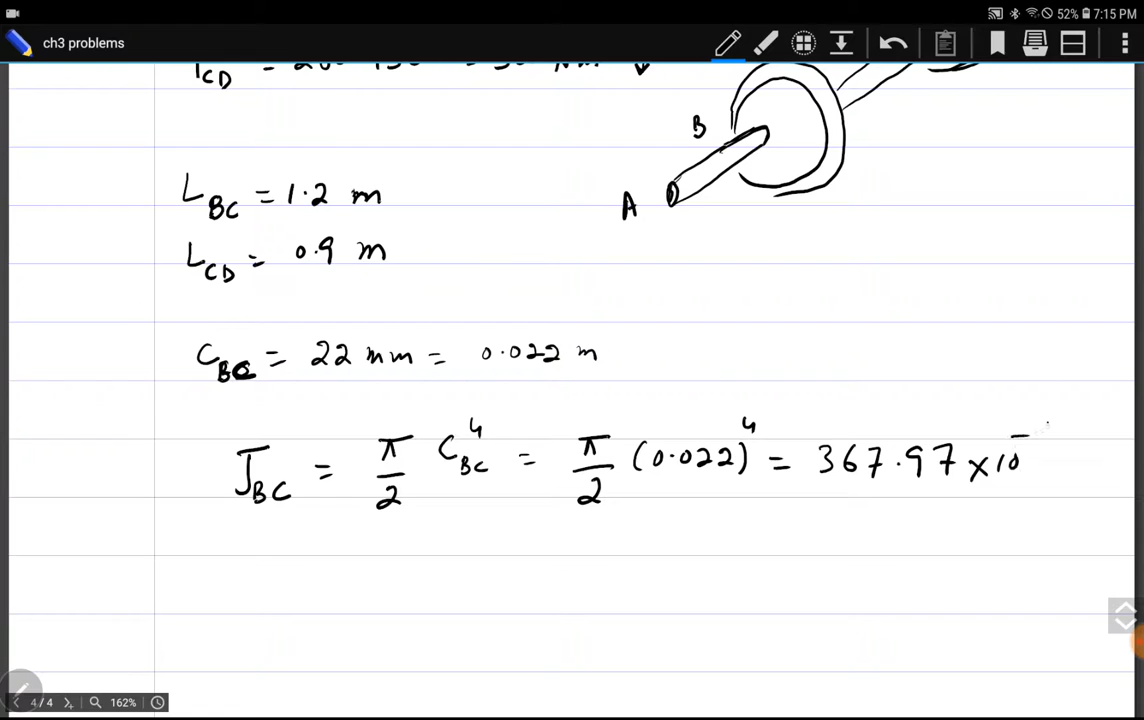 52% 7:15 PM
ch3 problems
T_CD
L_BC = 1.2 m
B
A
L_CD = 0.9 m
C_BC = 22 mm = 0.022 m
J_BC = π/2 C_BC^4 = π/2 (0.022)^4 = 367.97 × 10^-
4/4 162%